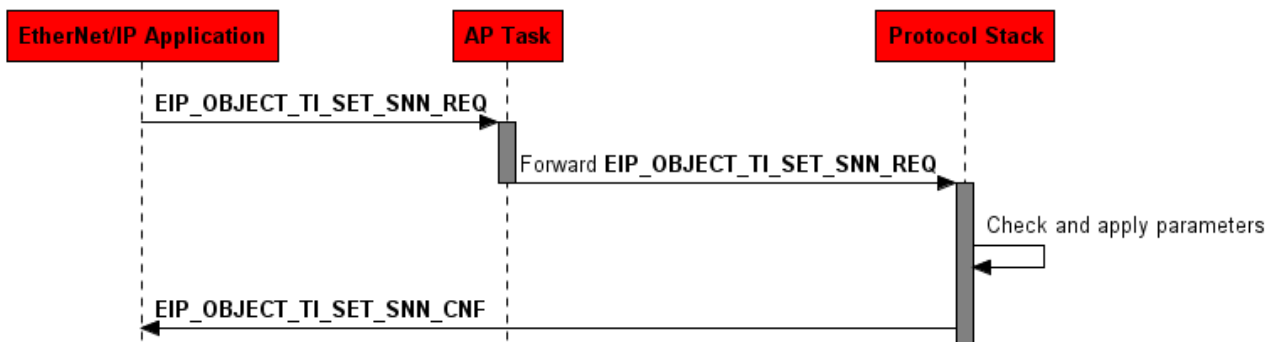 EtherNet/IP Application
AP Task
Protocol Stack
EIP_OBJECT_TI_SET_SNN_REQ
Forward EIP_OBJECT_TI_SET_SNN_REQ
Check and apply parameters
EIP_OBJECT_TI_SET_SNN_CNF